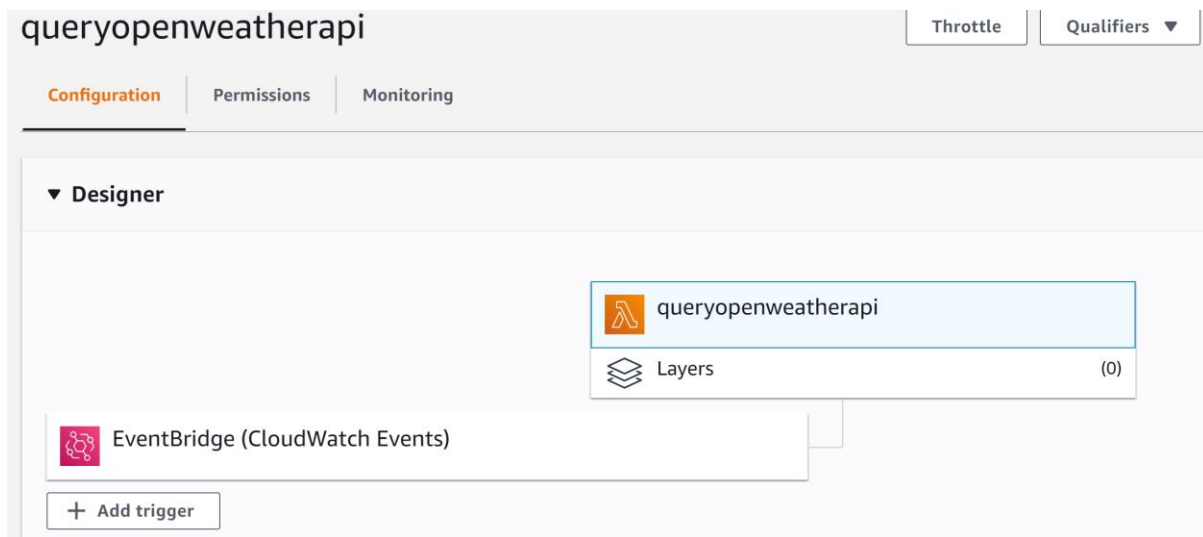 queryopenweatherapi
Throttle
Qualifiers
Configuration
Permissions
Monitoring
Designer
queryopenweatherapi
Layers
(0)
EventBridge (CloudWatch Events)
+ Add trigger